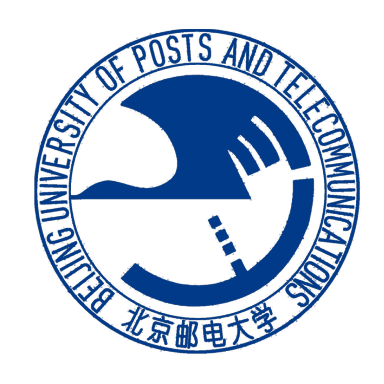 BEIJING UNIVERSITY OF POSTS AND TELECOMMUNICATIONS
北京邮电大学